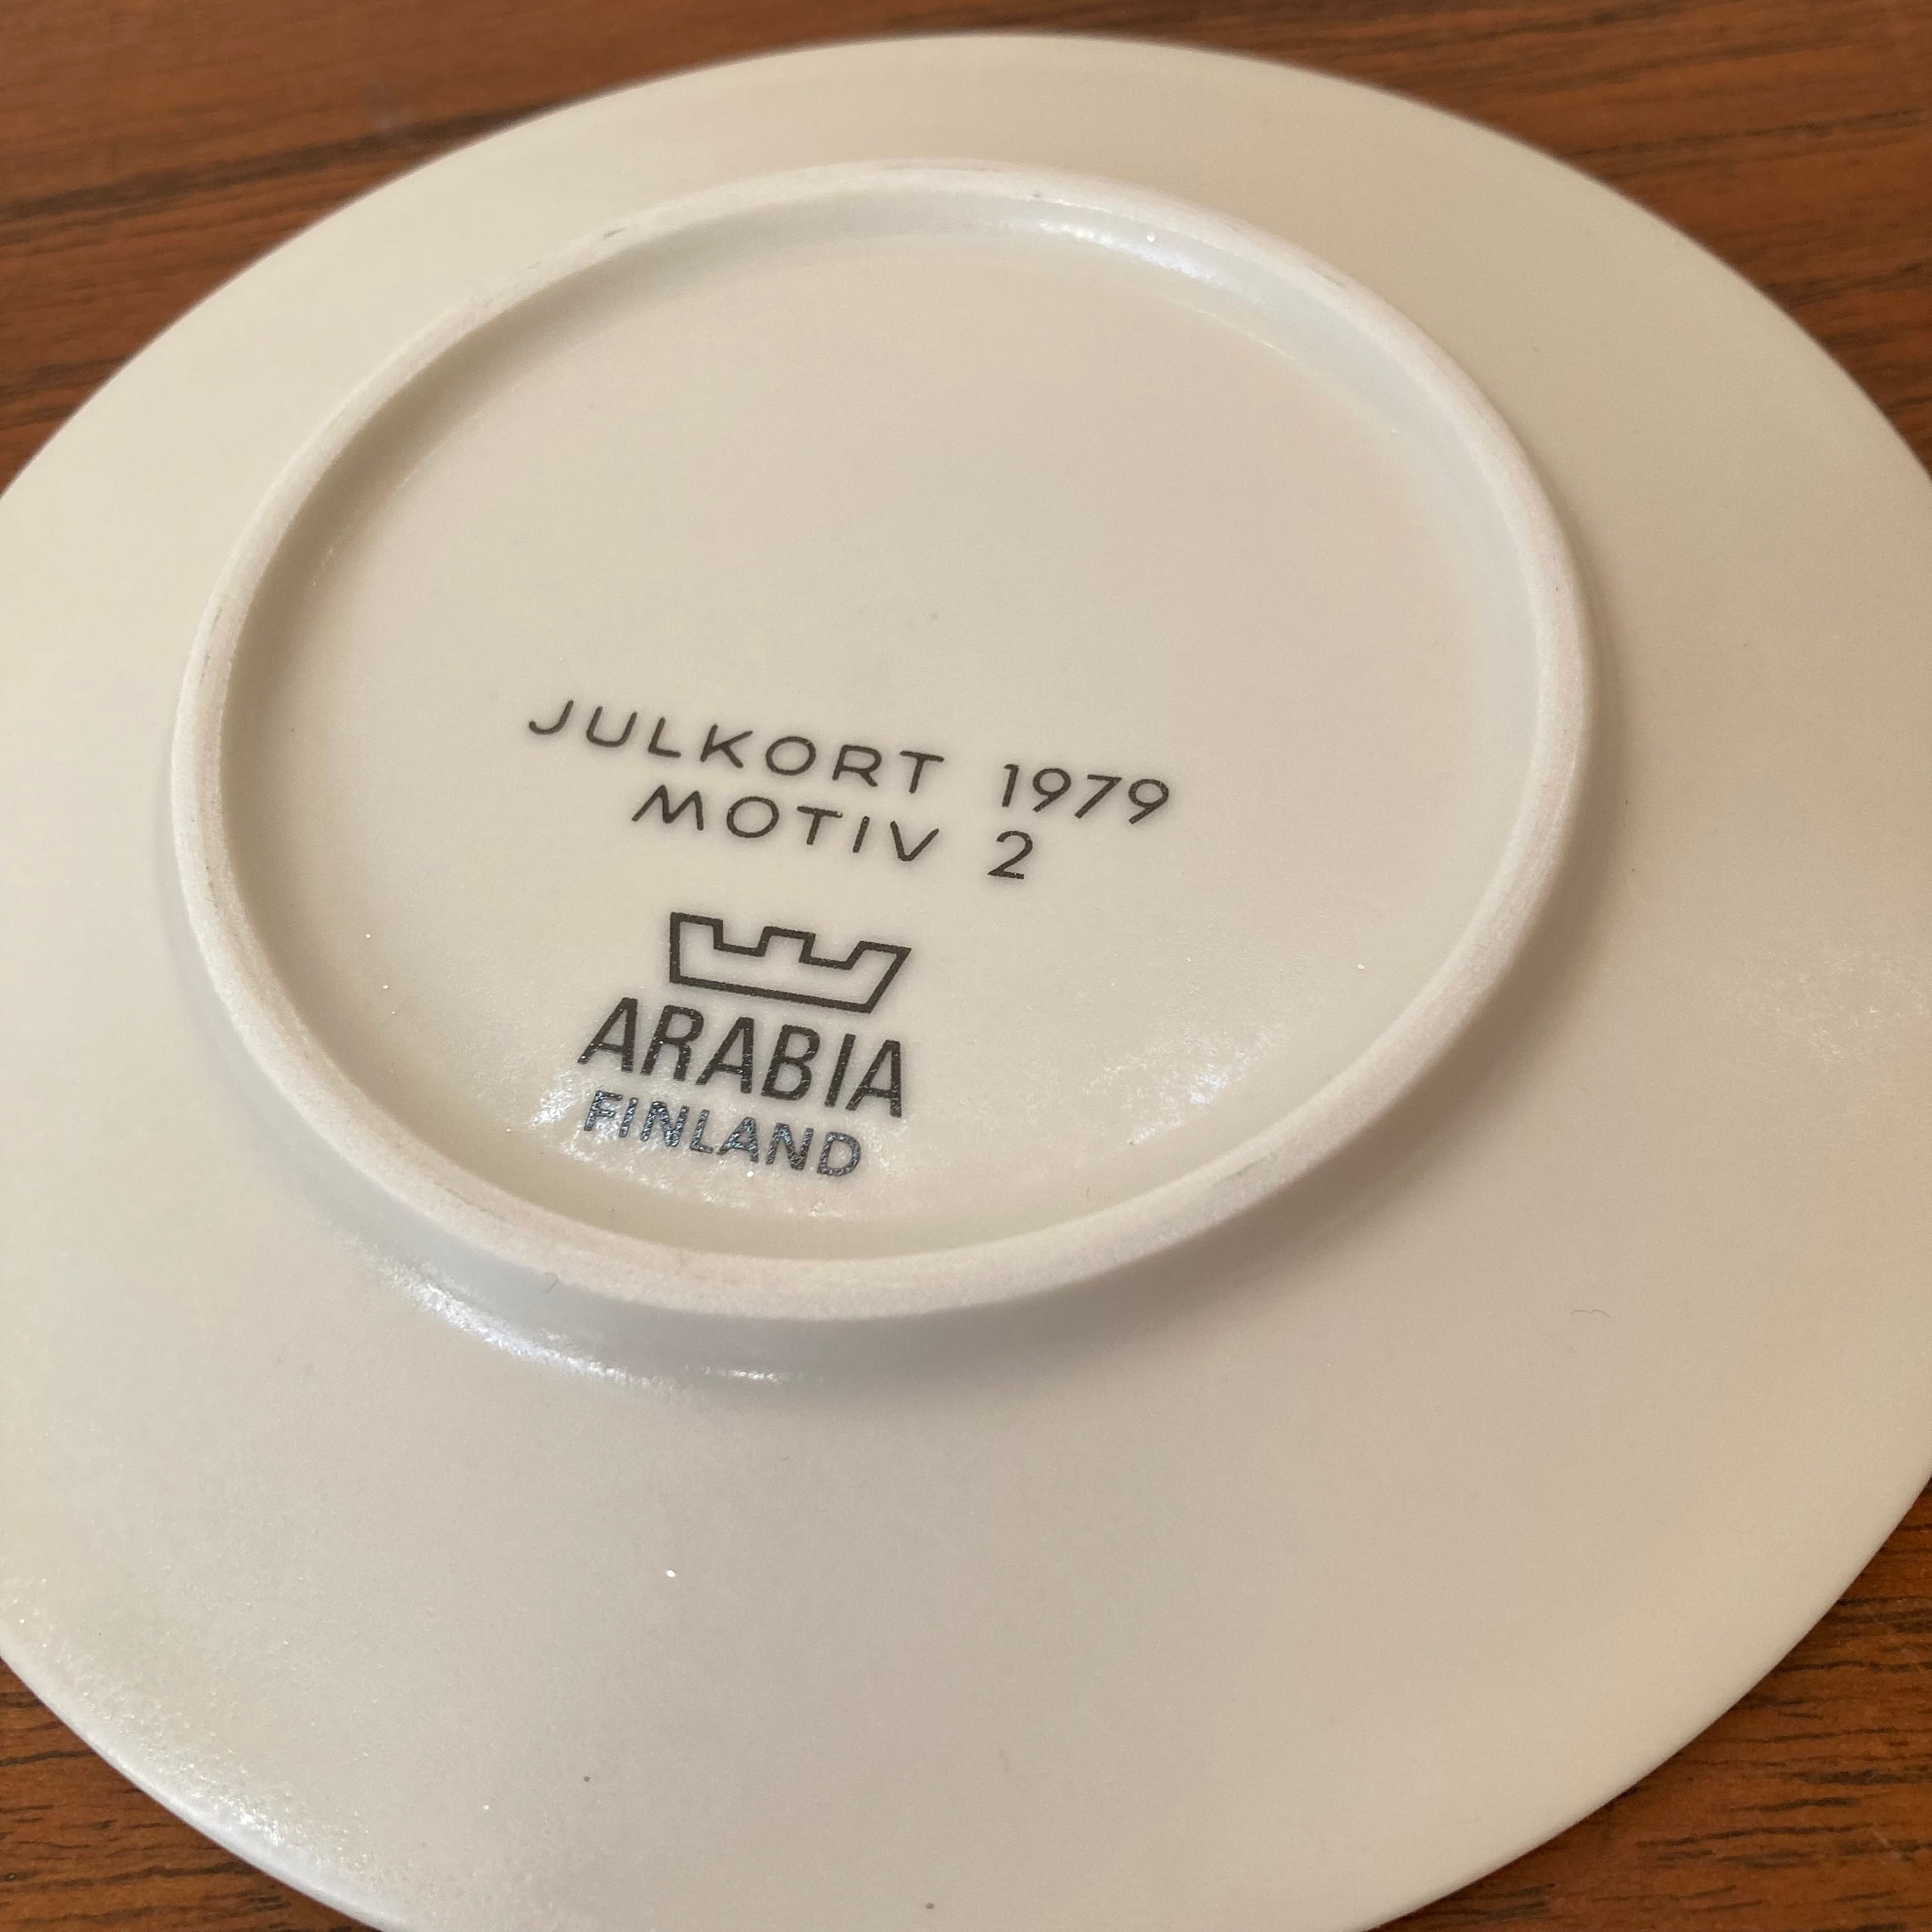 JULKORT 1979
MOTIV 2
ARABIA
FINLAND